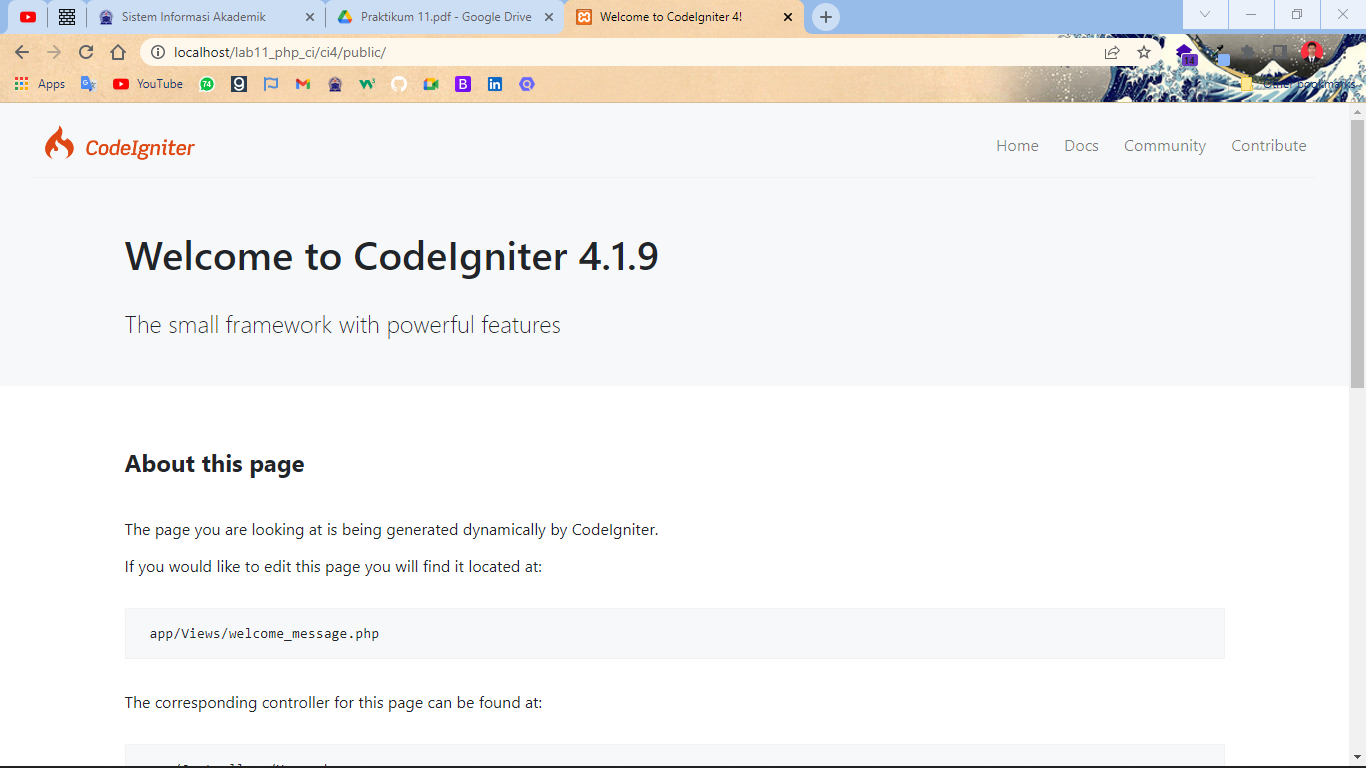 Sistem Informasi Akademik
Praktikum 11.pdf - Google Drive
Welcome to CodeIgniter 4!
localhost/lab11_php_ci/ci4/public/
14
Apps
YouTube
74
Other bookmarks
CodeIgniter
Home
Docs
Community
Contribute
Welcome to CodeIgniter 4.1.9
The small framework with powerful features
About this page
The page you are looking at is being generated dynamically by CodeIgniter.
If you would like to edit this page you will find it located at:
app/Views/welcome_message.php
The corresponding controller for this page can be found at: